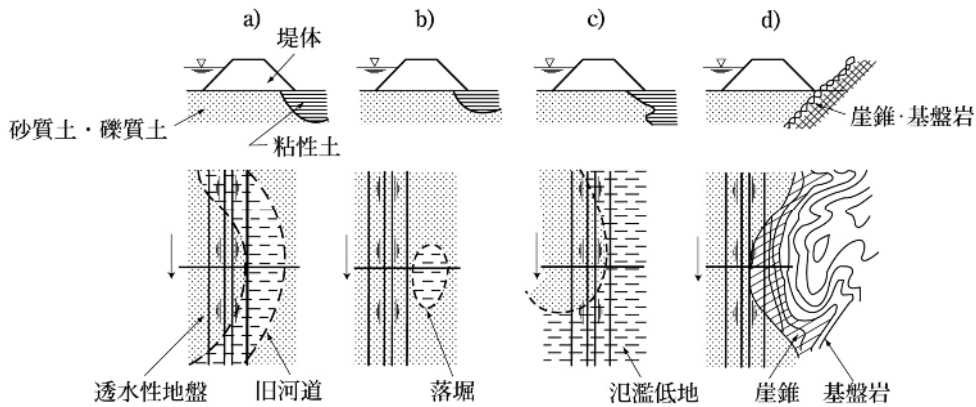 a)
b)
c)
d)
堤体
砂質土・礫質土
粘性土
崖錐・基盤岩
透水性地盤
旧河道
落堀
氾濫低地
崖錐
基盤岩